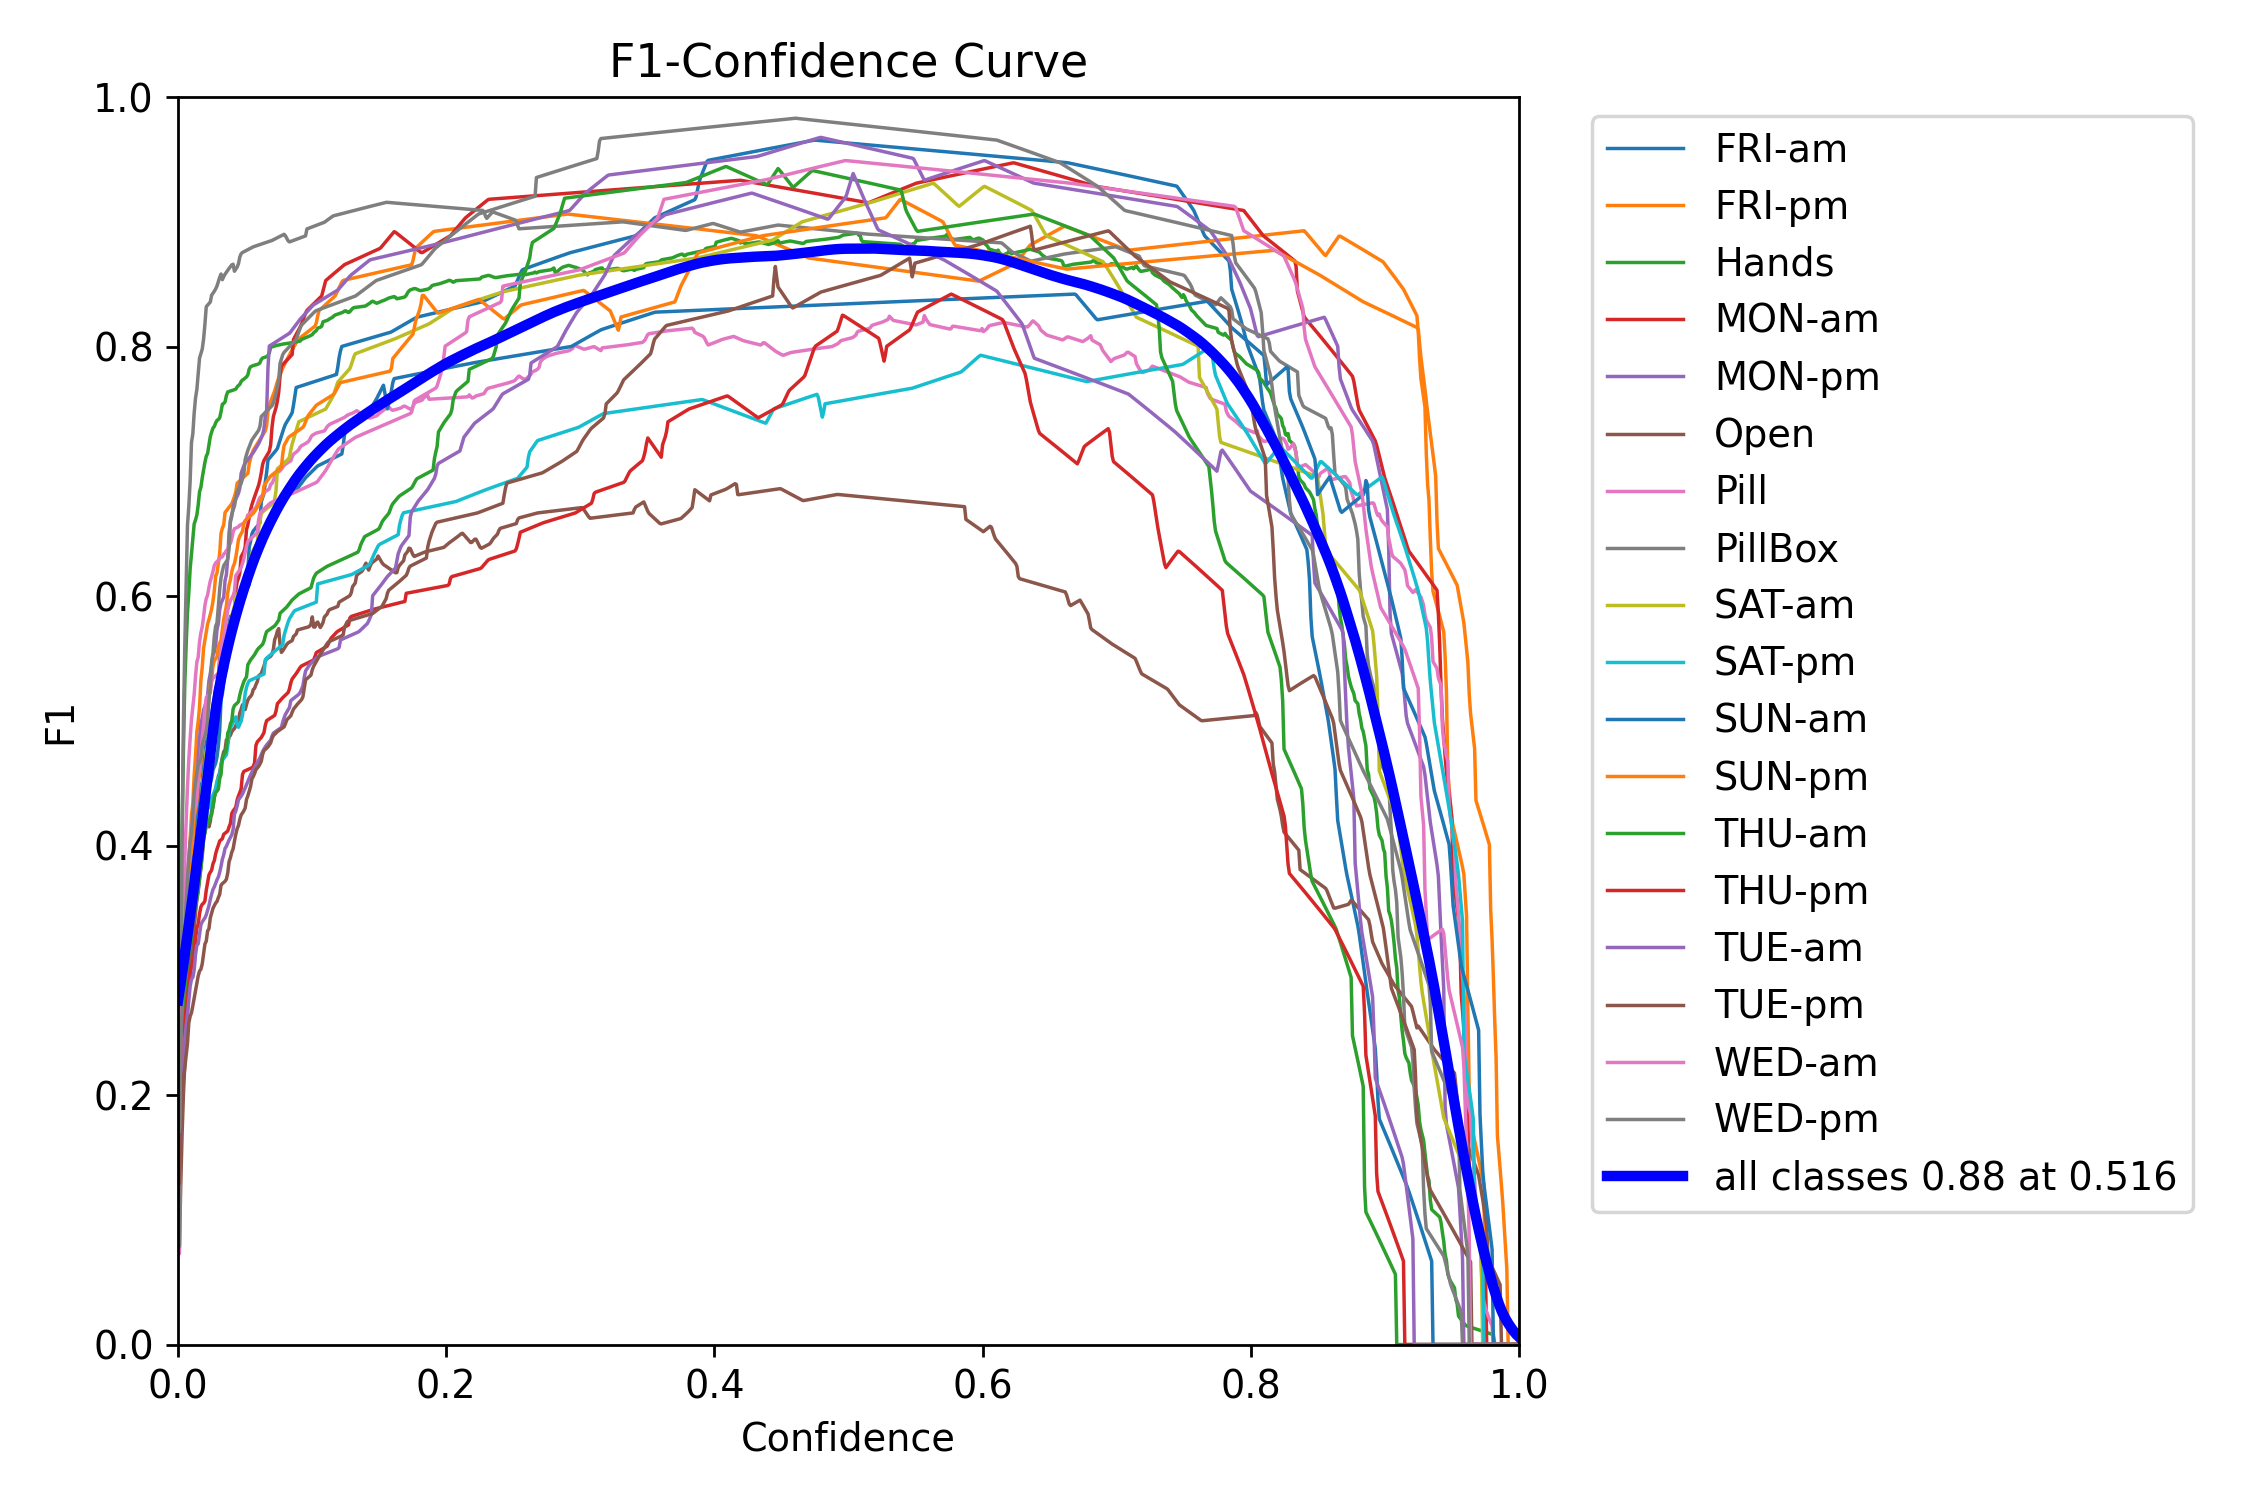 F1-Confidence Curve
1.0
0.8
0.6
0.4
0.2
0.0
F1
0.0 0.2 0.4 0.6 0.8 1.0
Confidence
FRI-am
FRI-pm
Hands
MON-am
MON-pm
Open
Pill
PillBox
SAT-am
SAT-pm
SUN-am
SUN-pm
THU-am
THU-pm
TUE-am
TUE-pm
WED-am
WED-pm
all classes 0.88 at 0.516